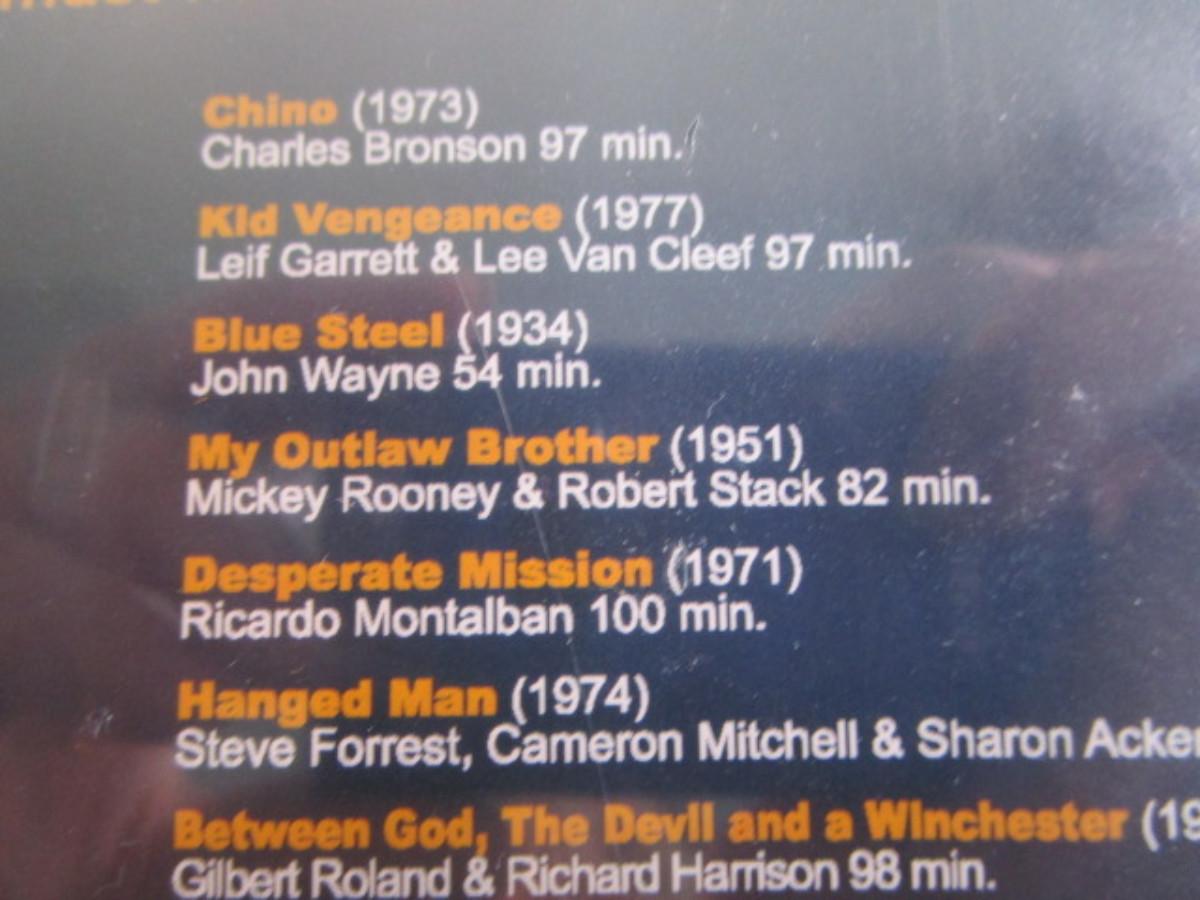 Chino (1973)
Charles Bronson 97 min.
Kid Vengeance (1977)
Leif Garrett & Lee Van Cleef 97 min.
Blue Steel (1934)
John Wayne 54 min.
My Outlaw Brother (1951)
Mickey Rooney & Robert Stack 82 min.
Desperate Mission (1971)
Ricardo Montalban 100 min.
Hanged Man (1974)
Steve Forrest, Cameron Mitchell & Sharon Acke
Between God, The Devil and a Winchester (19
Gilbert Roland & Richard Harrison 98 min.